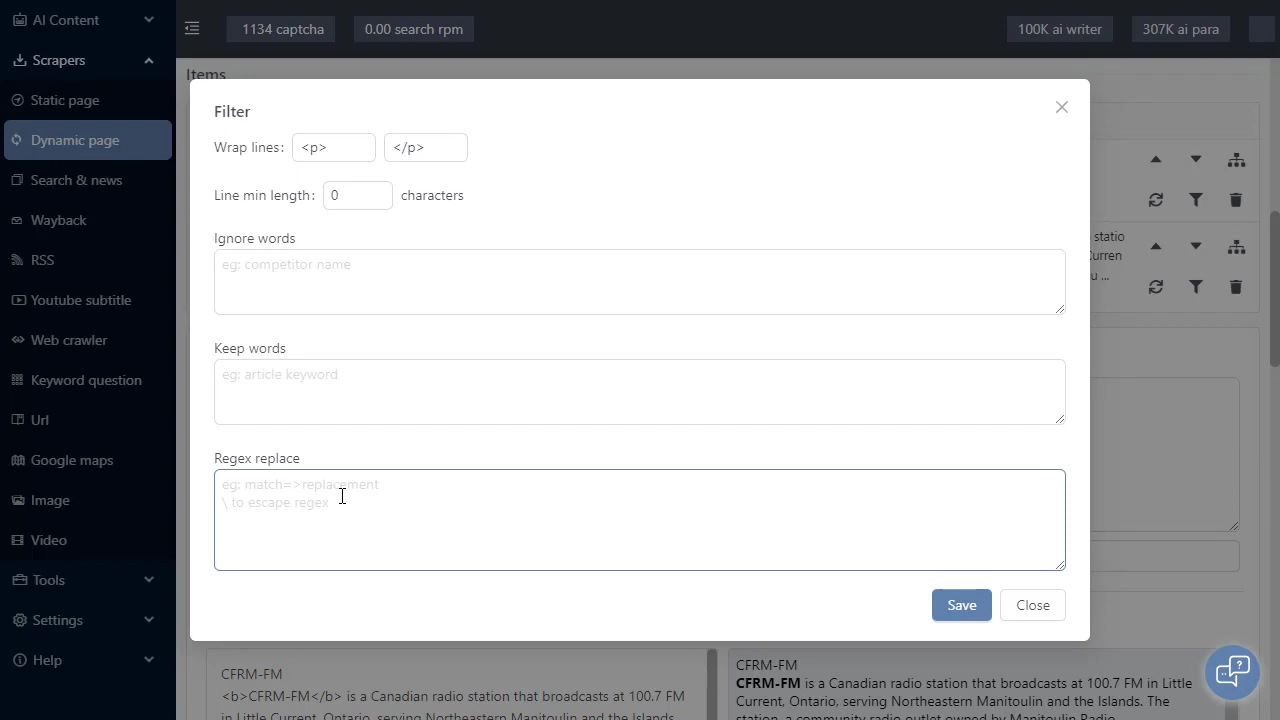 AI Content
1134 captcha
0.00 search rpm
100K ai writer
307K ai para
Scrapers
Static page
Dynamic page
Search & news
Wayback
RSS
Youtube subtitle
Web crawler
Keyword question
Url
Google maps
Image
Video
Tools
Settings
Help
Items
Filter
Wrap lines: <p> </p>
Line min length: 0 characters
Ignore words
eg: competitor name
Keep words
eg: article keyword
Regex replace
eg: match=>replacement
\ to escape regex
Save
Close
u ...
CFRM-FM
<b>CFRM-FM</b> is a Canadian radio station that broadcasts at 100.7 FM
in Little Current, Ontario, serving Northeastern Manitoulin and the Islands.
CFRM-FM
CFRM-FM is a Canadian radio station that broadcasts at 100.7 FM in Little
Current, Ontario, serving Northeastern Manitoulin and the Islands. The
station, a community radio outlet owned by Manitoulin Radio